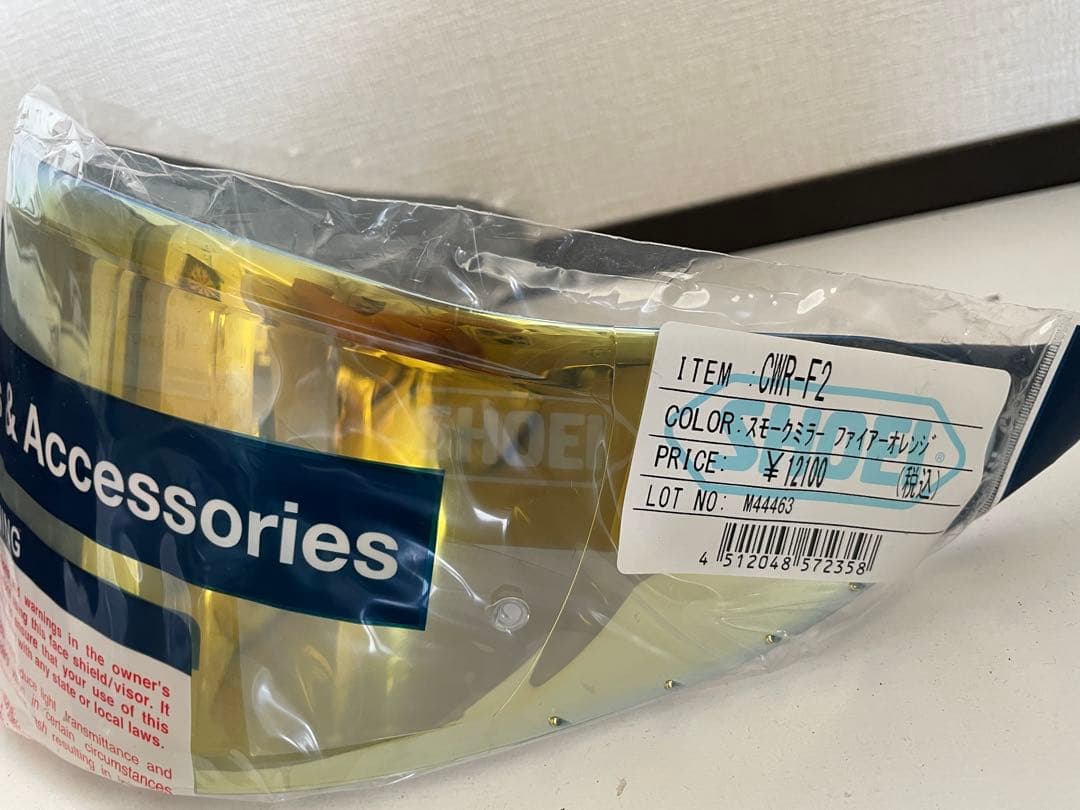 & Accessories
warnings in the owner's
this face shield/visor. It
ensure that your use of this
with any state or local laws.
light transmittance and
in certain circumstances
resulting in
SHOEI
ITEM :CWR-F2
COLOR:スモークミラー ファイアーオレンジ
PRICE: ¥12100 (税込)
LOT NO: M44463
SHOEI®
4 512048 572358